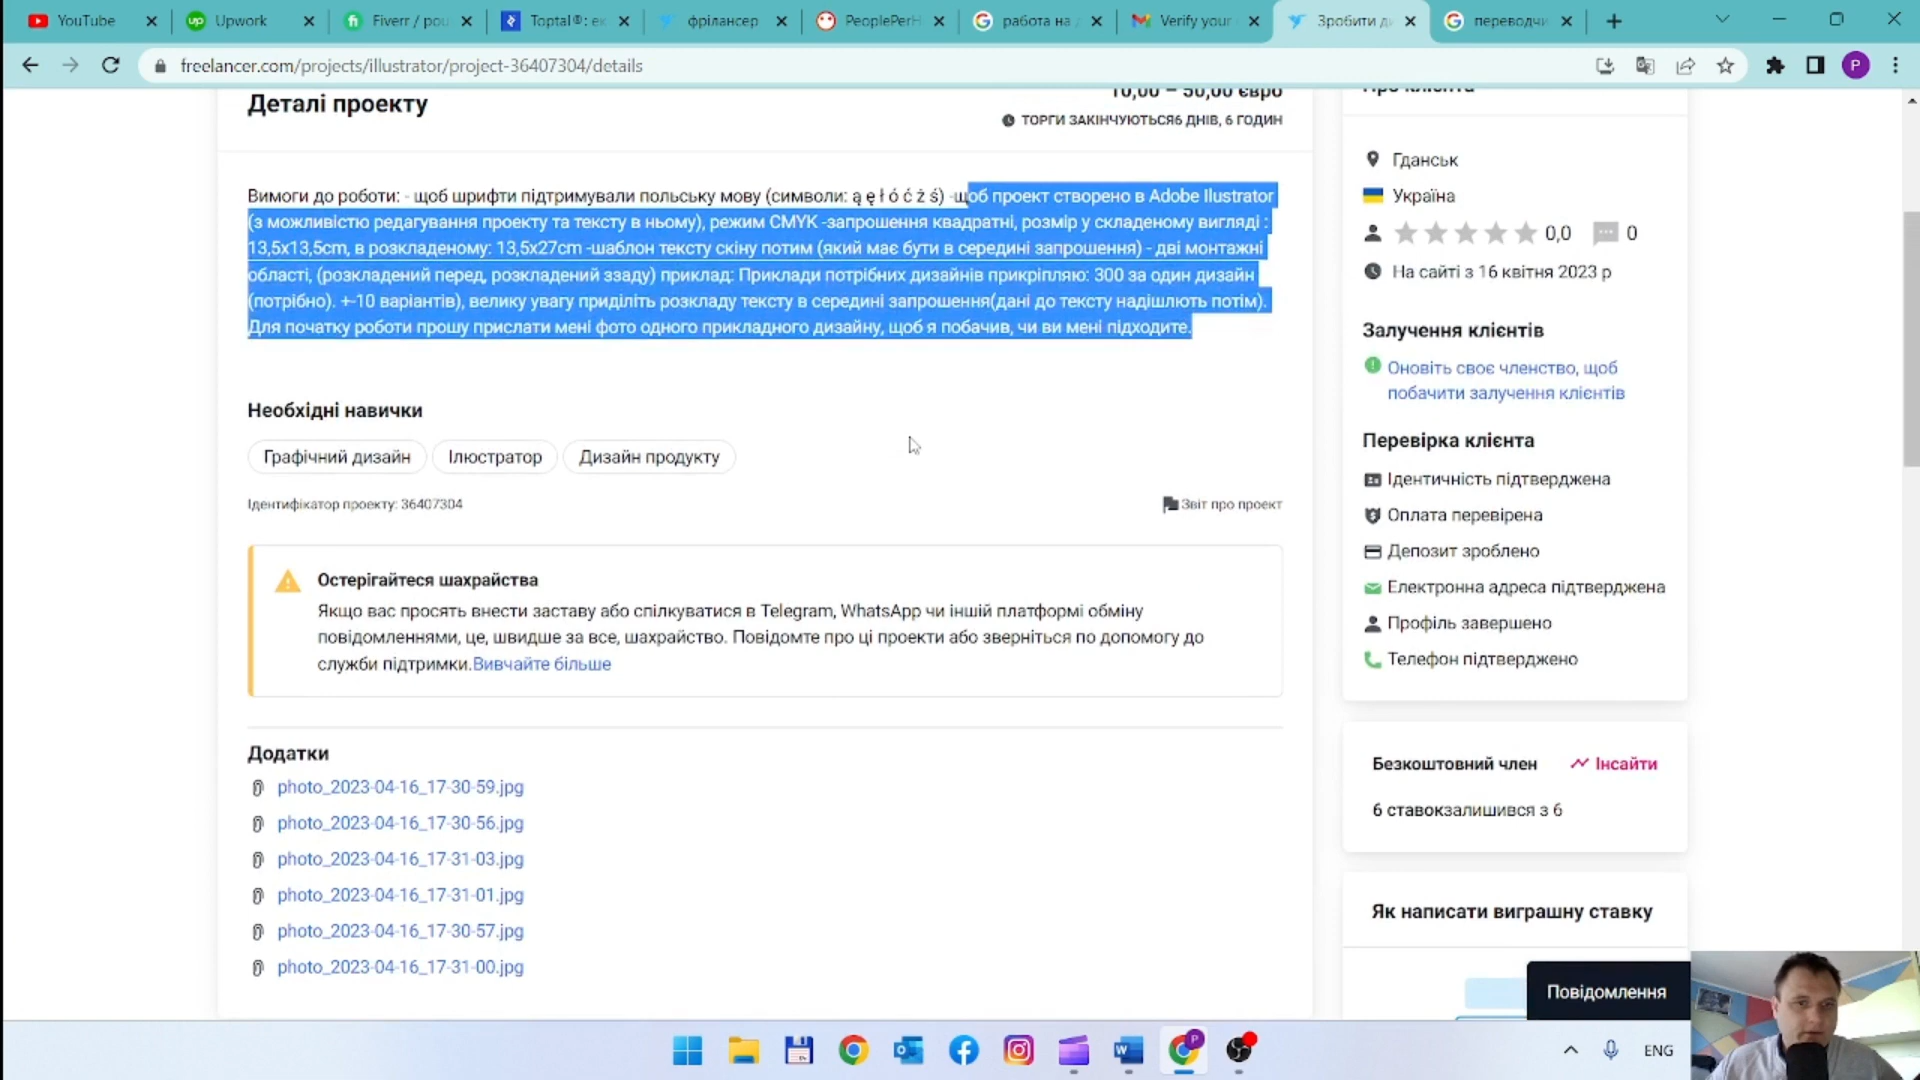 YouTube
Upwork
Fiverr / pou
Toptal®: ек
фрілансер
PeoplePerH
работа на
Verify your
Зробити ди
переводчи
freelancer.com/projects/illustrator/project-36407304/details
Деталі проекту
10,00 – 50,00 євро
ТОРГИ ЗАКІНЧУЮТЬСЯ6 ДНІВ, 6 ГОДИН
Вимоги до роботи: - щоб шрифти підтримували польську мову (символи: ą ę ł ó ć ż ś) -щоб проект створено в Adobe Ilustrator
(з можливістю редагування проекту та тексту в ньому), режим CMYK -запрошення квадратні, розмір у складеному вигляді :
13,5x13,5cm, в розкладеному: 13,5x27cm -шаблон тексту скіну потим (який має бути в середині запрошення) - дві монтажні
області, (розкладений перед, розкладений ззаду) приклад: Приклади потрібних дизайнів прикріпляю: 300 за один дизайн
(потрібно). +-10 варіантів), велику увагу приділіть розкладу тексту в середині запрошення(дані до тексту надішлють потім).
Для початку роботи прошу прислати мені фото одного прикладного дизайну, щоб я побачив, чи ви мені підходите.
Необхідні навички
Графічний дизайн
Ілюстратор
Дизайн продукту
Ідентифікатор проекту: 36407304
Звіт про проект
Остерігайтеся шахрайства
Якщо вас просять внести заставу або спілкуватися в Telegram, WhatsApp чи іншій платформі обміну
повідомленнями, це, швидше за все, шахрайство. Повідомте про ці проекти або зверніться по допомогу до
служби підтримки.Вивчайте більше
Додатки
photo_2023-04-16_17-30-59.jpg
photo_2023-04-16_17-30-56.jpg
photo_2023-04-16_17-31-03.jpg
photo_2023-04-16_17-31-01.jpg
photo_2023-04-16_17-30-57.jpg
photo_2023-04-16_17-31-00.jpg
Про клієнта
Гданськ
Україна
0,0
0
На сайті з 16 квітня 2023 р
Залучення клієнтів
Оновіть своє членство, щоб
побачити залучення клієнтів
Перевірка клієнта
Ідентичність підтверджена
Оплата перевірена
Депозит зроблено
Електронна адреса підтверджена
Профіль завершено
Телефон підтверджено
Безкоштовний член
Інсайти
6 ставокзалишився з 6
Як написати виграшну ставку
Повідомлення
ENG